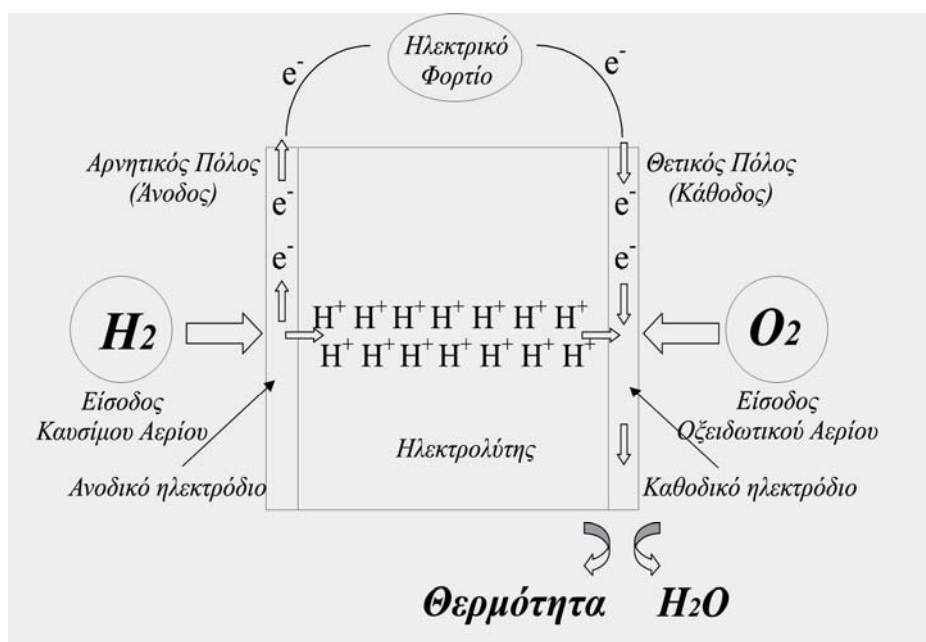 Ηλεκτρικό
Φορτίο
e-
e-
Αρνητικός Πόλος
(Άνοδος)
Θετικός Πόλος
(Κάθοδος)
e-
e-
e-
e-
H2
H+ H+ H+ H+ H+ H+ H+
H+ H+ H+ H+ H+ H+ H+
O2
Είσοδος
Καυσίμου Αερίου
Είσοδος
Οξειδωτικού Αερίου
Ηλεκτρολύτης
Ανοδικό ηλεκτρόδιο
Καθοδικό ηλεκτρόδιο
Θερμότητα
H2O